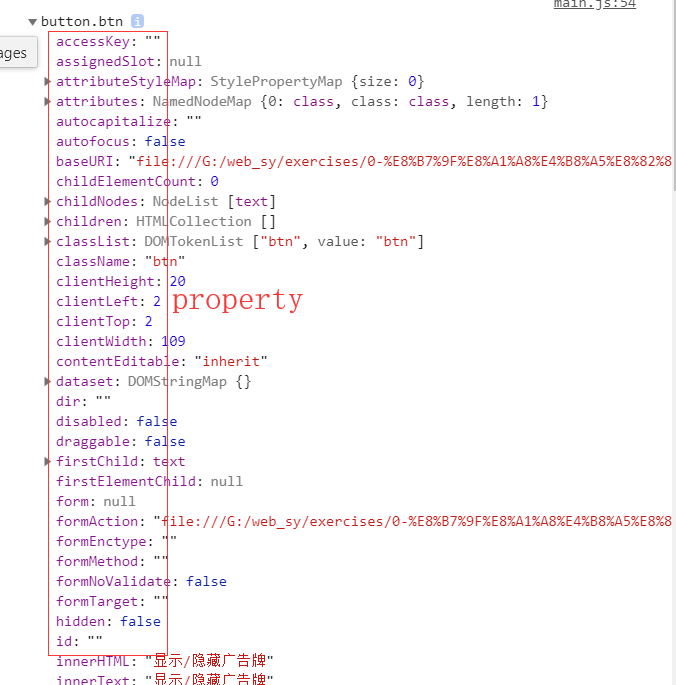 main.js:54
button.btn i
ages
accessKey: ""
assignedSlot: null
attributeStyleMap: StylePropertyMap {size: 0}
attributes: NamedNodeMap {0: class, class: class, length: 1}
autocapitalize: ""
autofocus: false
baseURI: "file:///G:/web_sy/exercises/0-%E8%B7%9F%E8%A1%A8%E4%B8%A5%E8%82%8
childElementCount: 0
childNodes: NodeList [text]
children: HTMLCollection []
classList: DOMTokenList ["btn", value: "btn"]
className: "btn"
clientHeight: 20
clientLeft: 2
property
clientTop: 2
clientWidth: 109
contentEditable: "inherit"
dataset: DOMStringMap {}
dir: ""
disabled: false
draggable: false
firstChild: text
firstElementChild: null
form: null
formAction: "file:///G:/web_sy/exercises/0-%E8%B7%9F%E8%A1%A8%E4%B8%A5%E8%8
formEnctype: ""
formMethod: ""
formNoValidate: false
formTarget: ""
hidden: false
id: ""
innerHTML: "显示/隐藏广告牌"
innerText: "显示/隐藏广告牌"